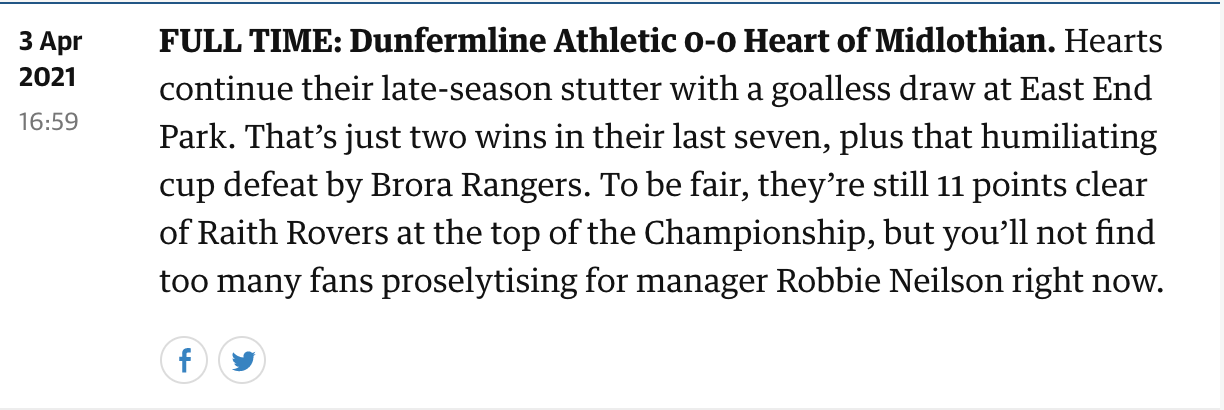 3 Apr
2021
16:59
FULL TIME: Dunfermline Athletic 0-0 Heart of Midlothian. Hearts
continue their late-season stutter with a goalless draw at East End
Park. That’s just two wins in their last seven, plus that humiliating
cup defeat by Brora Rangers. To be fair, they’re still 11 points clear
of Raith Rovers at the top of the Championship, but you’ll not find
too many fans proselytising for manager Robbie Neilson right now.